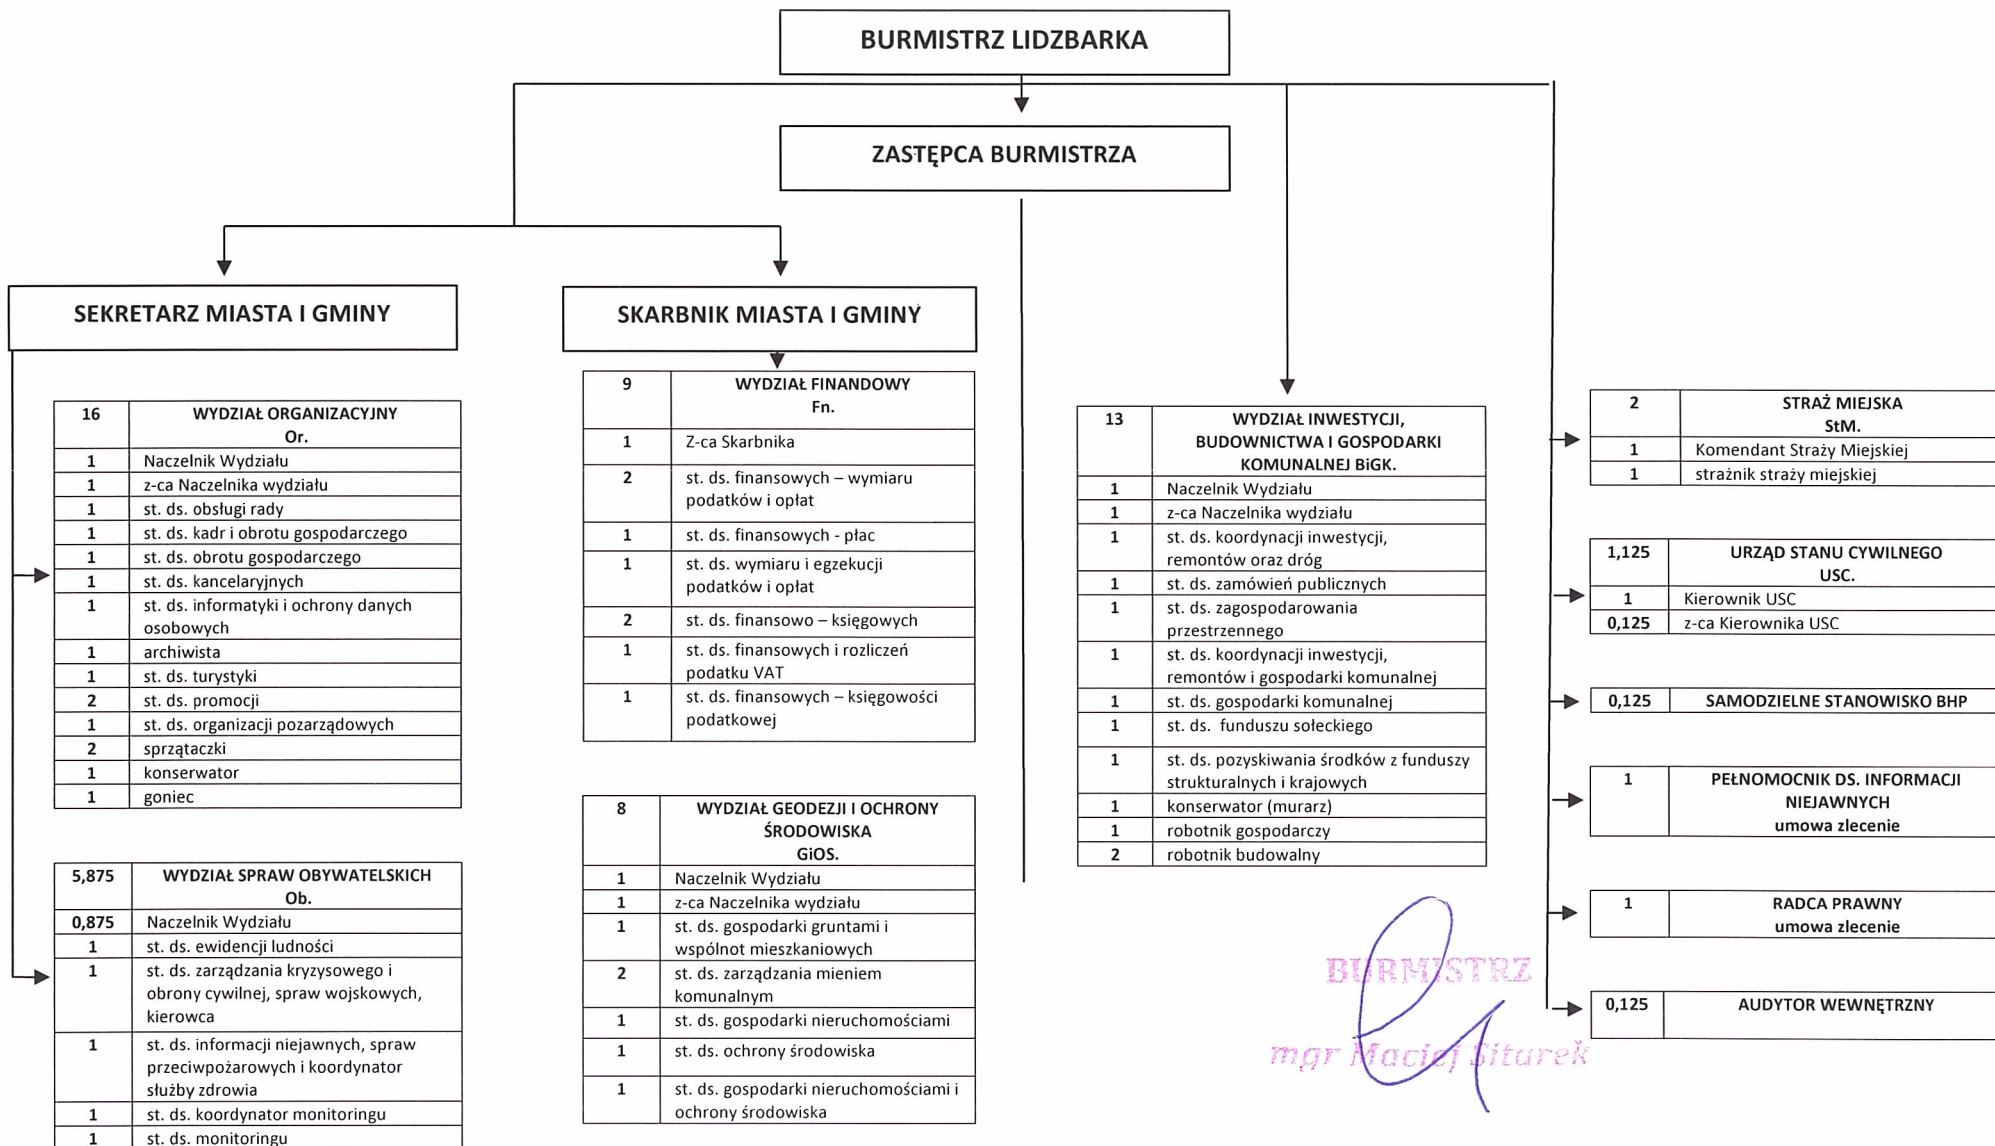 BURMISTRZ LIDZBARKA
ZASTĘPCA BURMISTRZA
SEKRETARZ MIASTA I GMINY
SKARBNIK MIASTA I GMINY
16 WYDZIAŁ ORGANIZACYJNY
Or.
1 Naczelnik Wydziału
1 z-ca Naczelnika wydziału
1 st. ds. obsługi rady
1 st. ds. kadr i obrotu gospodarczego
1 st. ds. obrotu gospodarczego
1 st. ds. kancelaryjnych
1 st. ds. informatyki i ochrony danych
osobowych
1 archiwista
1 st. ds. turystyki
2 st. ds. promocji
1 st. ds. organizacji pozarządowych
2 sprzątaczki
1 konserwator
1 goniec
5,875 WYDZIAŁ SPRAW OBYWATELSKICH
Ob.
0,875 Naczelnik Wydziału
1 st. ds. ewidencji ludności
1 st. ds. zarządzania kryzysowego i
obrony cywilnej, spraw wojskowych,
kierowca
1 st. ds. informacji niejawnych, spraw
przeciwpożarowych i koordynator
służby zdrowia
1 st. ds. koordynator monitoringu
1 st. ds. monitoringu
9 WYDZIAŁ FINANDOWY
Fn.
1 Z-ca Skarbnika
2 st. ds. finansowych – wymiaru
podatków i opłat
1 st. ds. finansowych - płac
1 st. ds. wymiaru i egzekucji
podatków i opłat
2 st. ds. finansowo – księgowych
1 st. ds. finansowych i rozliczeń
podatku VAT
1 st. ds. finansowych – księgowości
podatkowej
8 WYDZIAŁ GEODEZJI I OCHRONY
ŚRODOWISKA
GiOS.
1 Naczelnik Wydziału
1 z-ca Naczelnika wydziału
1 st. ds. gospodarki gruntami i
wspólnot mieszkaniowych
2 st. ds. zarządzania mieniem
komunalnym
1 st. ds. gospodarki nieruchomościami
1 st. ds. ochrony środowiska
1 st. ds. gospodarki nieruchomościami i
ochrony środowiska
13 WYDZIAŁ INWESTYCJI,
BUDOWNICTWA I GOSPODARKI
KOMUNALNEJ BiGK.
1 Naczelnik Wydziału
1 z-ca Naczelnika wydziału
1 st. ds. koordynacji inwestycji,
remontów oraz dróg
1 st. ds. zamówień publicznych
1 st. ds. zagospodarowania
przestrzennego
1 st. ds. koordynacji inwestycji,
remontów i gospodarki komunalnej
1 st. ds. gospodarki komunalnej
1 st. ds. funduszu sołeckiego
1 st. ds. pozyskiwania środków z funduszy
strukturalnych i krajowych
1 konserwator (murarz)
1 robotnik gospodarczy
2 robotnik budowalny
2 STRAŻ MIEJSKA
StM.
1 Komendant Straży Miejskiej
1 strażnik straży miejskiej
1,125 URZĄD STANU CYWILNEGO
USC.
1 Kierownik USC
0,125 z-ca Kierownika USC
0,125 SAMODZIELNE STANOWISKO BHP
1 PEŁNOMOCNIK DS. INFORMACJI
NIEJAWNYCH
umowa zlecenie
1 RADCA PRAWNY
umowa zlecenie
0,125 AUDYTOR WEWNĘTRZNY
BURMISTRZ
mgr Maciej Sitarek